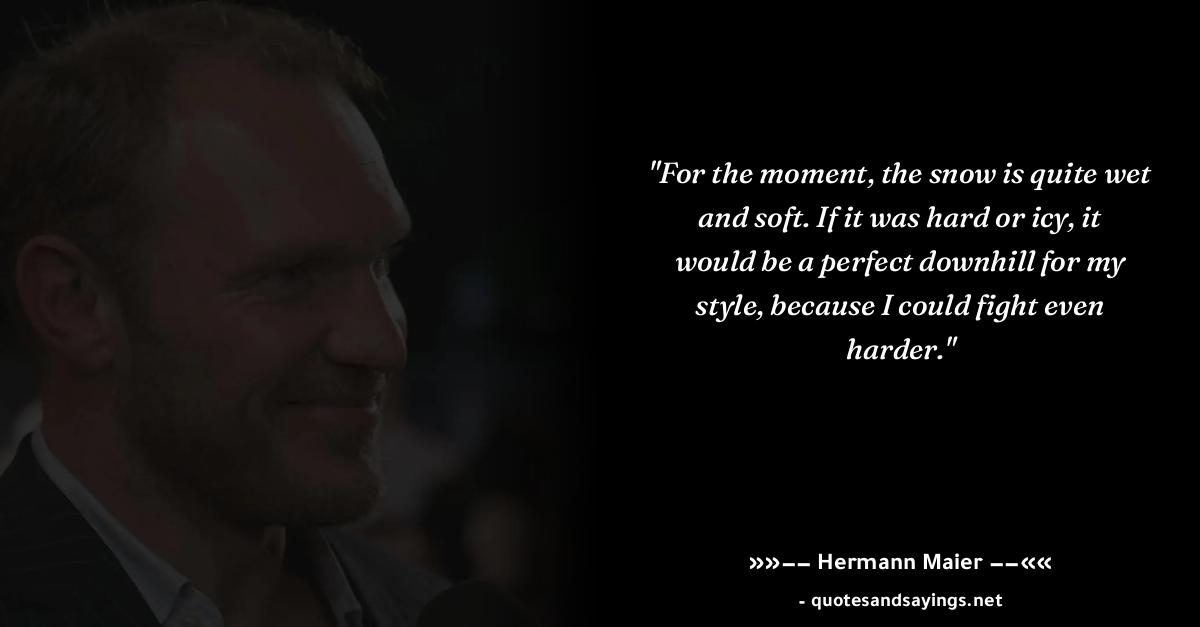 "For the moment, the snow is quite wet
and soft. If it was hard or icy, it
would be a perfect downhill for my
style, because I could fight even
harder."
»»−− Hermann Maier −−««
- quotesandsayings.net